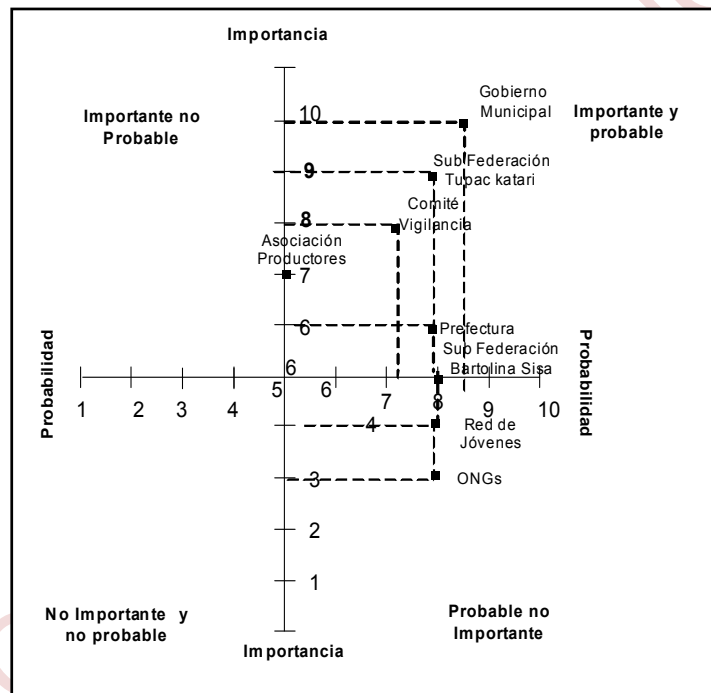 Importancia
Gobierno
Municipal
Importante no
Probable
10
Importante y
probable
9
Sub Federación
Tupac katari
Comité
Vigilancia
8
Asociación
Productores
7
6
Prefectura
Sub Federación
Bartolina Sisa
Probabilidad
Probabilidad
6
1 2 3 4 5 6 7 8 9 10
4
Red de
Jóvenes
3
ONGs
2
1
No Importante y
no probable
Probable no
Importante
Importancia